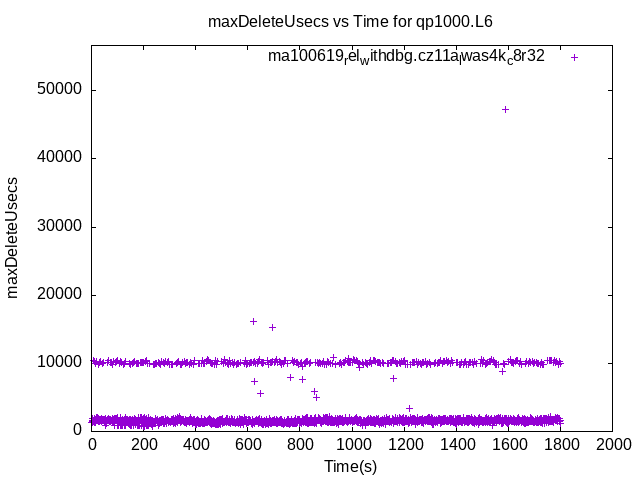 maxDeleteUsecs vs Time for qp1000.L6
ma100619relwithdbg.cz11alwas4kc8r32
50000
40000
30000
20000
10000
0
maxDeleteUsecs
0 200 400 600 800 1000 1200 1400 1600 1800 2000
Time(s)